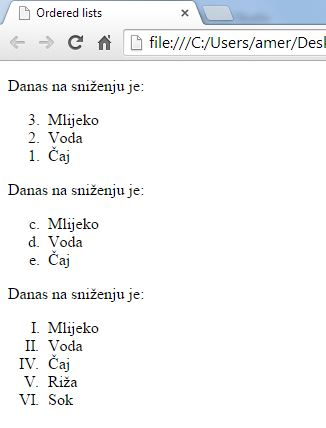 Ordered lists
file:///C:/Users/amer/Desk
Danas na sniženju je:
3. Mlijeko
2. Voda
1. Čaj
Danas na sniženju je:
c. Mlijeko
d. Voda
e. Čaj
Danas na sniženju je:
I. Mlijeko
II. Voda
IV. Čaj
V. Riža
VI. Sok